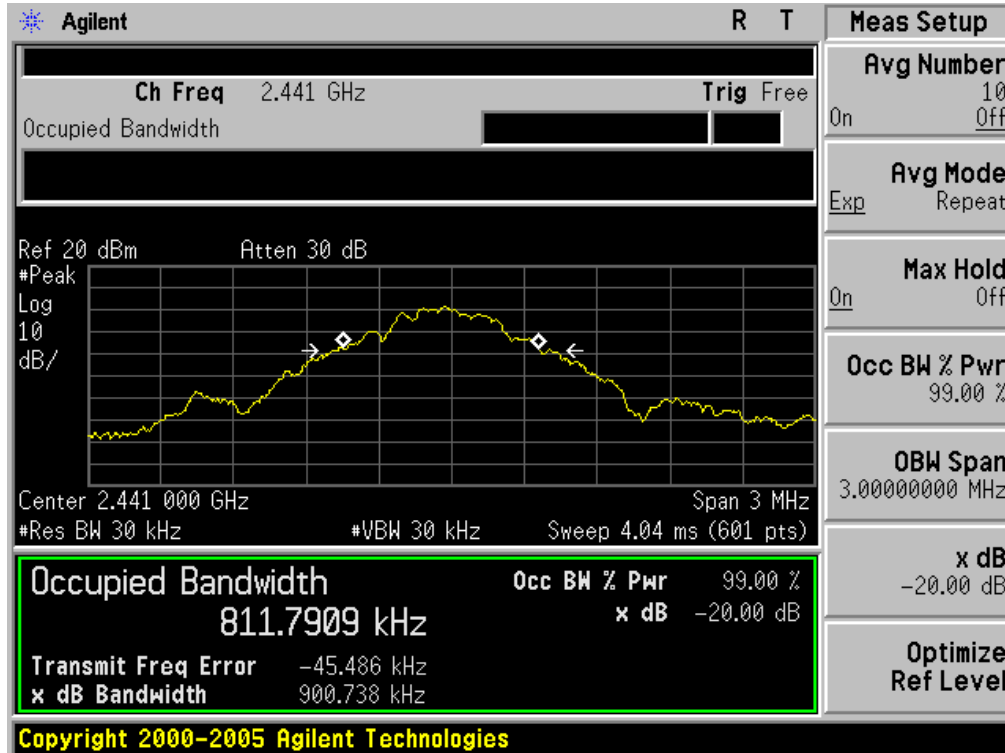 Agilent R T
Ch Freq 2.441 GHz Trig Free
Occupied Bandwidth
Ref 20 dBm Atten 30 dB
#Peak
Log
10
dB/
Center 2.441 000 GHz Span 3 MHz
#Res BW 30 kHz #VBW 30 kHz Sweep 4.04 ms (601 pts)
Occupied Bandwidth
811.7909 kHz
Occ BW % Pwr 99.00 %
x dB -20.00 dB
Transmit Freq Error -45.486 kHz
x dB Bandwidth 900.738 kHz
Copyright 2000-2005 Agilent Technologies
Meas Setup
Avg Number
10
On Off
Avg Mode
Exp Repeat
Max Hold
On Off
Occ BW % Pwr
99.00 %
OBW Span
3.00000000 MHz
x dB
-20.00 dB
Optimize
Ref Level